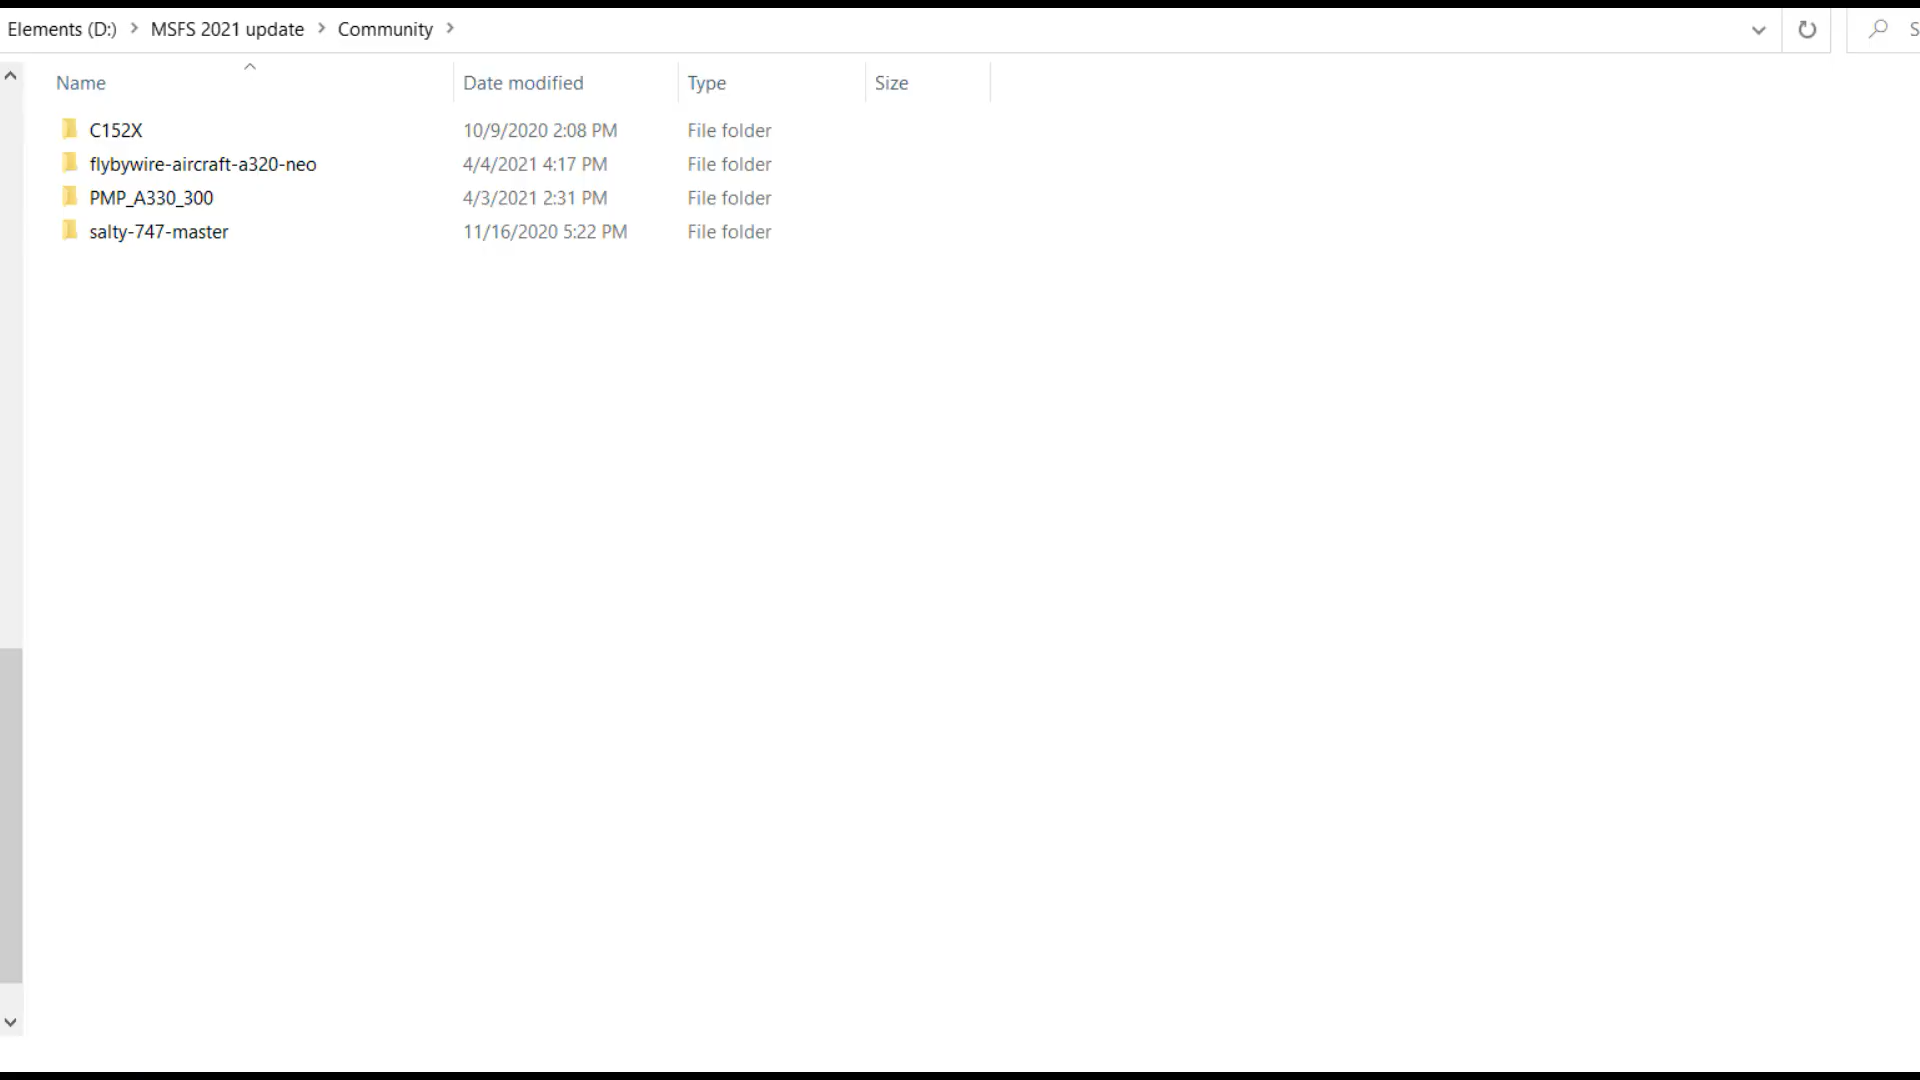 Elements (D:) > MSFS 2021 update > Community >
Name Date modified Type Size
C152X 10/9/2020 2:08 PM File folder
flybywire-aircraft-a320-neo 4/4/2021 4:17 PM File folder
PMP_A330_300 4/3/2021 2:31 PM File folder
salty-747-master 11/16/2020 5:22 PM File folder